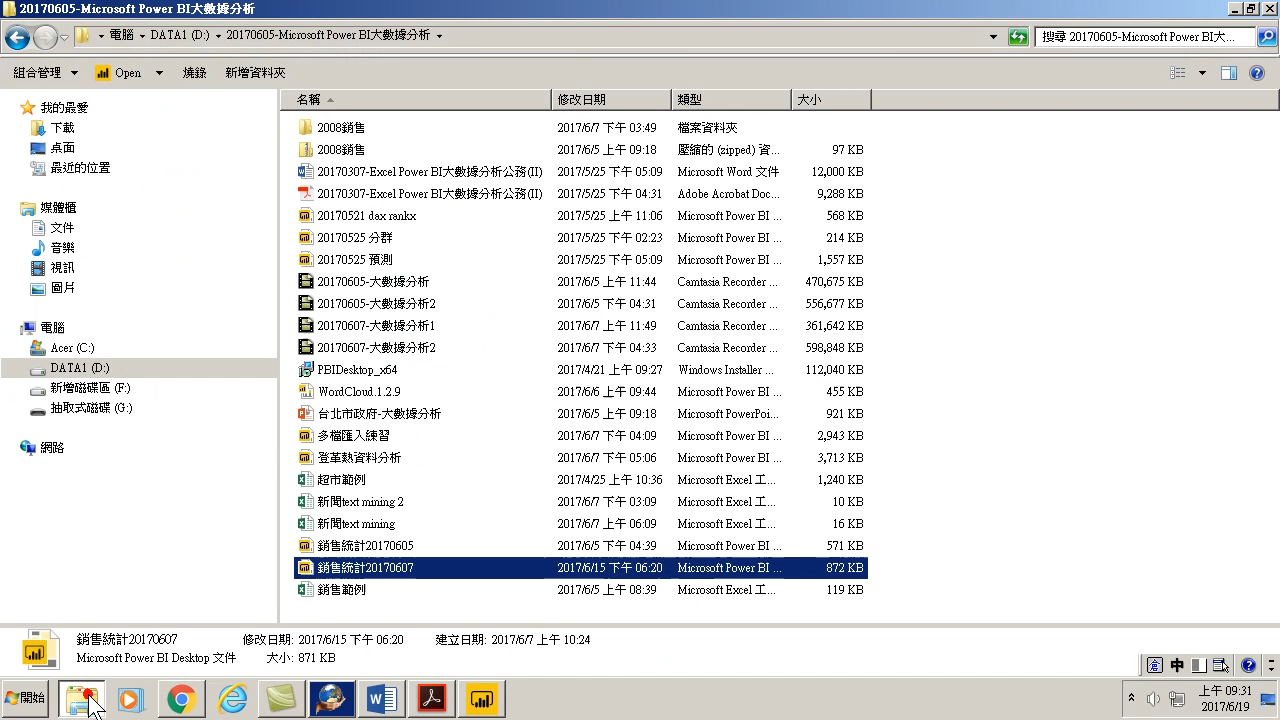 20170605-Microsoft Power BI大數據分析
電腦 DATA1 (D:) 20170605-Microsoft Power BI大數據分析
搜尋 20170605-Microsoft Power BI大...
組合管理 Open 燒錄 新增資料夾
名稱 修改日期 類型 大小
我的最愛
下載
桌面
最近的位置
媒體櫃
文件
音樂
視訊
圖片
電腦
Acer (C:)
DATA1 (D:)
新增磁碟區 (F:)
抽取式磁碟 (G:)
網路
2008銷售 2017/6/7 下午 03:49 檔案資料夾
2008銷售 2017/6/5 上午 09:18 壓縮的 (zipped) 資... 97 KB
20170307-Excel Power BI大數據分析公務(II) 2017/5/25 下午 05:09 Microsoft Word 文件 12,000 KB
20170307-Excel Power BI大數據分析公務(II) 2017/5/25 下午 04:31 Adobe Acrobat Doc... 9,288 KB
20170521 dax rankx 2017/5/25 上午 11:06 Microsoft Power BI ... 568 KB
20170525 分群 2017/5/25 下午 02:23 Microsoft Power BI ... 214 KB
20170525 預測 2017/5/25 下午 05:09 Microsoft Power BI ... 1,557 KB
20170605-大數據分析 2017/6/5 上午 11:44 Camtasia Recorder ... 470,675 KB
20170605-大數據分析2 2017/6/5 下午 04:31 Camtasia Recorder ... 556,677 KB
20170607-大數據分析1 2017/6/7 上午 11:49 Camtasia Recorder ... 361,642 KB
20170607-大數據分析2 2017/6/7 下午 04:33 Camtasia Recorder ... 598,848 KB
PBIDesktop_x64 2017/4/21 上午 09:27 Windows Installer ... 112,040 KB
WordCloud.1.2.9 2017/6/6 上午 09:44 Microsoft Power BI ... 455 KB
台北市政府-大數據分析 2017/6/5 上午 09:18 Microsoft PowerPoi... 921 KB
多檔匯入練習 2017/6/7 下午 04:09 Microsoft Power BI ... 2,943 KB
登革熱資料分析 2017/6/7 下午 05:06 Microsoft Power BI ... 3,713 KB
超市範例 2017/4/25 上午 10:36 Microsoft Excel 工... 1,240 KB
新聞text mining 2 2017/6/7 下午 03:09 Microsoft Excel 工... 10 KB
新聞text mining 2017/6/7 上午 06:09 Microsoft Excel 工... 16 KB
銷售統計20170605 2017/6/5 下午 04:39 Microsoft Power BI ... 571 KB
銷售統計20170607 2017/6/15 下午 06:20 Microsoft Power BI ... 872 KB
銷售範例 2017/6/5 上午 08:39 Microsoft Excel 工... 119 KB
銷售統計20170607 修改日期: 2017/6/15 下午 06:20 建立日期: 2017/6/7 上午 10:24
Microsoft Power BI Desktop 文件 大小: 871 KB
中
開始
上午 09:31
2017/6/19